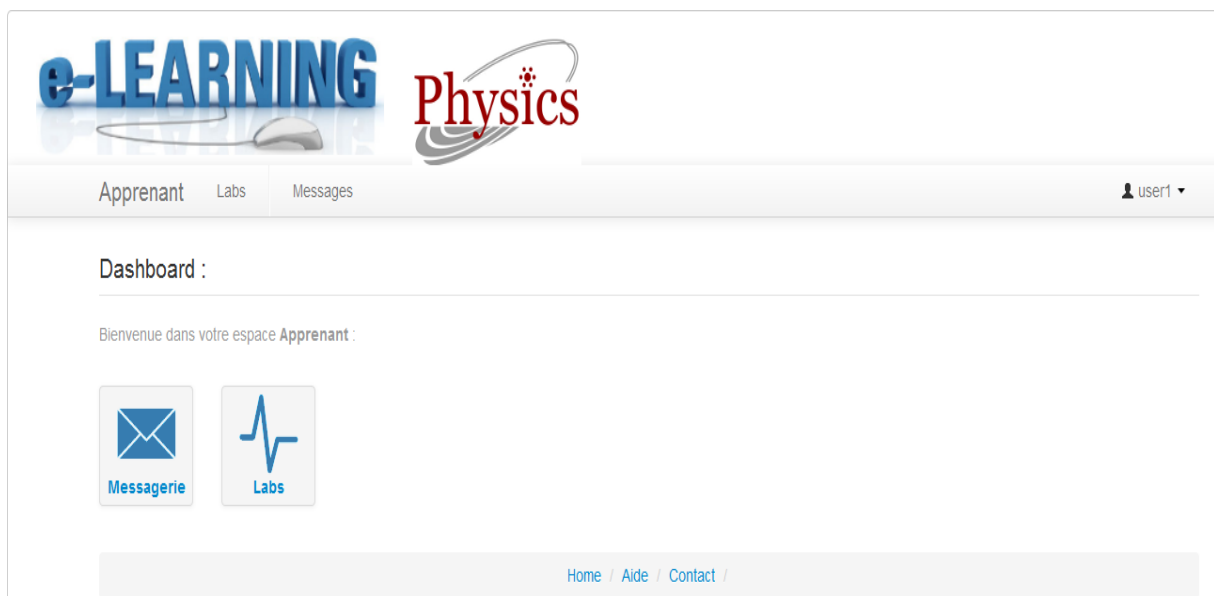 e-LEARNING
Physics
Apprenant Labs Messages user1
Dashboard :
Bienvenue dans votre espace Apprenant :
Messagerie Labs
Home / Aide / Contact /